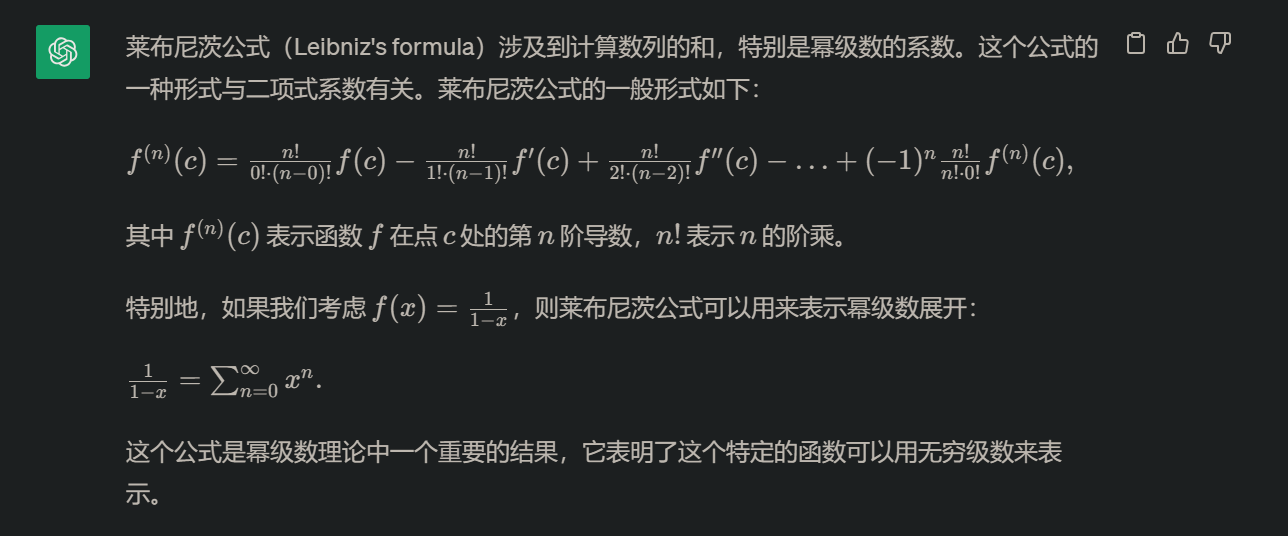 莱布尼茨公式（Leibniz's formula）涉及到计算数列的和，特别是幂级数的系数。这个公式的
一种形式与二项式系数有关。莱布尼茨公式的一般形式如下：
$f^{(n)}(c) = \frac{n!}{0!\cdot(n-0)!}f(c) - \frac{n!}{1!\cdot(n-1)!}f'(c) + \frac{n!}{2!\cdot(n-2)!}f''(c) - \ldots + (-1)^n\frac{n!}{n!\cdot 0!}f^{(n)}(c),$
其中 $f^{(n)}(c)$ 表示函数 $f$ 在点 $c$ 处的第 $n$ 阶导数，$n!$ 表示 $n$ 的阶乘。
特别地，如果我们考虑 $f(x) = \frac{1}{1-x}$，则莱布尼茨公式可以用来表示幂级数展开：
$\frac{1}{1-x} = \sum_{n=0}^{\infty} x^n.$
这个公式是幂级数理论中一个重要的结果，它表明了这个特定的函数可以用无穷级数来表
示。